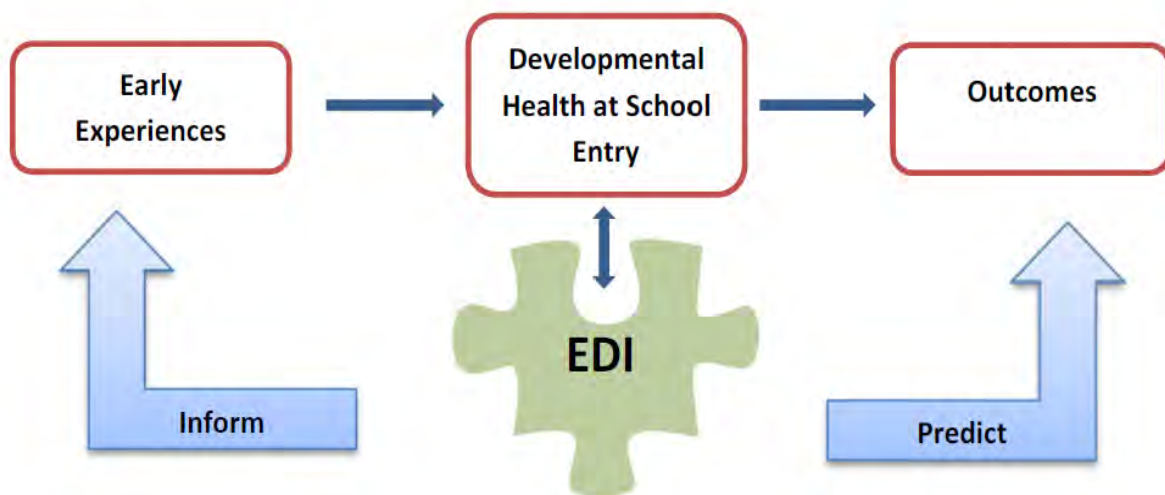 Early
Experiences
Developmental
Health at School
Entry
Outcomes
EDI
Inform
Predict